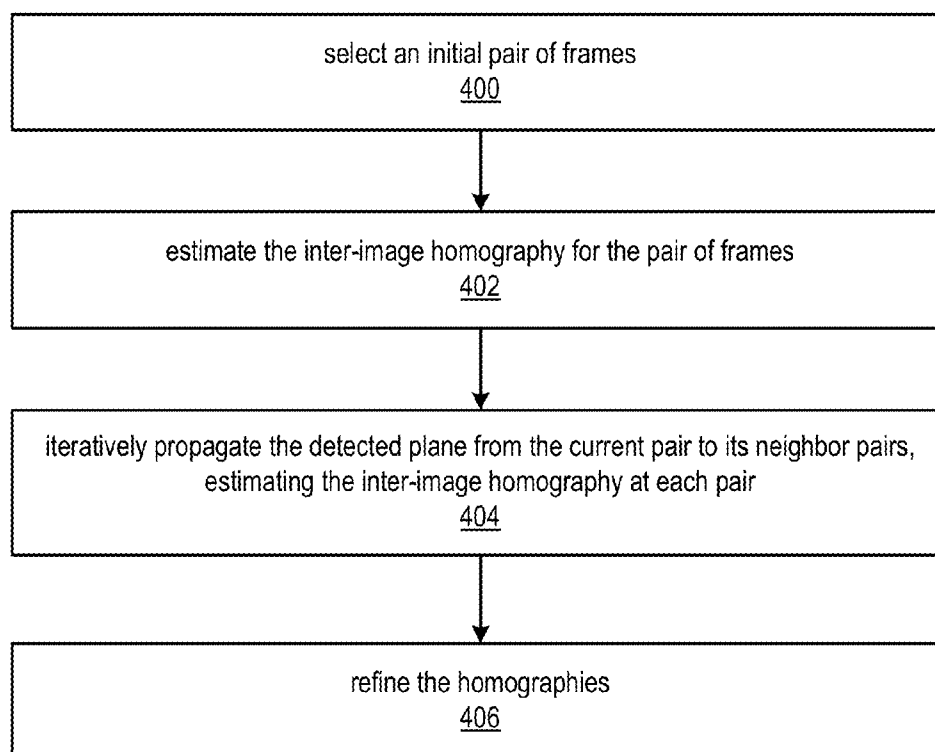 select an initial pair of frames
400
estimate the inter-image homography for the pair of frames
402
iteratively propagate the detected plane from the current pair to its neighbor pairs,
estimating the inter-image homography at each pair
404
refine the homographies
406